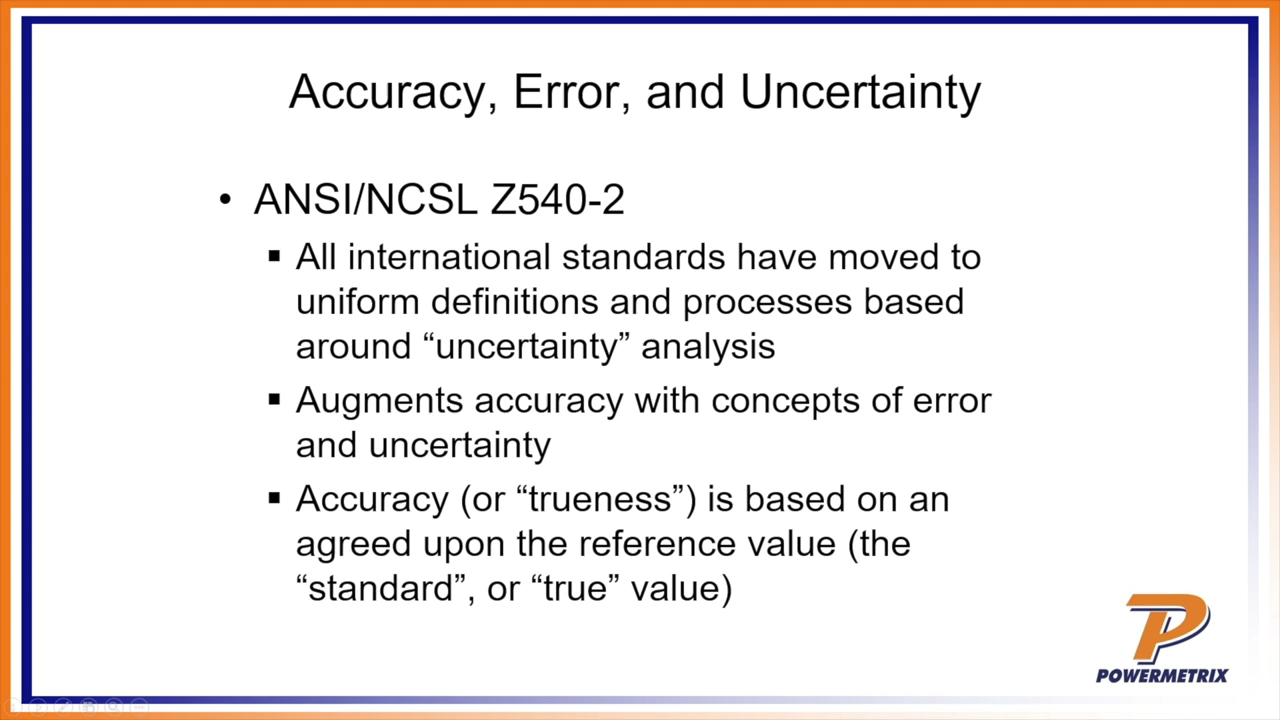 Accuracy, Error, and Uncertainty
• ANSI/NCSL Z540-2
▪ All international standards have moved to
uniform definitions and processes based
around “uncertainty” analysis
▪ Augments accuracy with concepts of error
and uncertainty
▪ Accuracy (or “trueness”) is based on an
agreed upon the reference value (the
“standard”, or “true” value)
POWERMETRIX